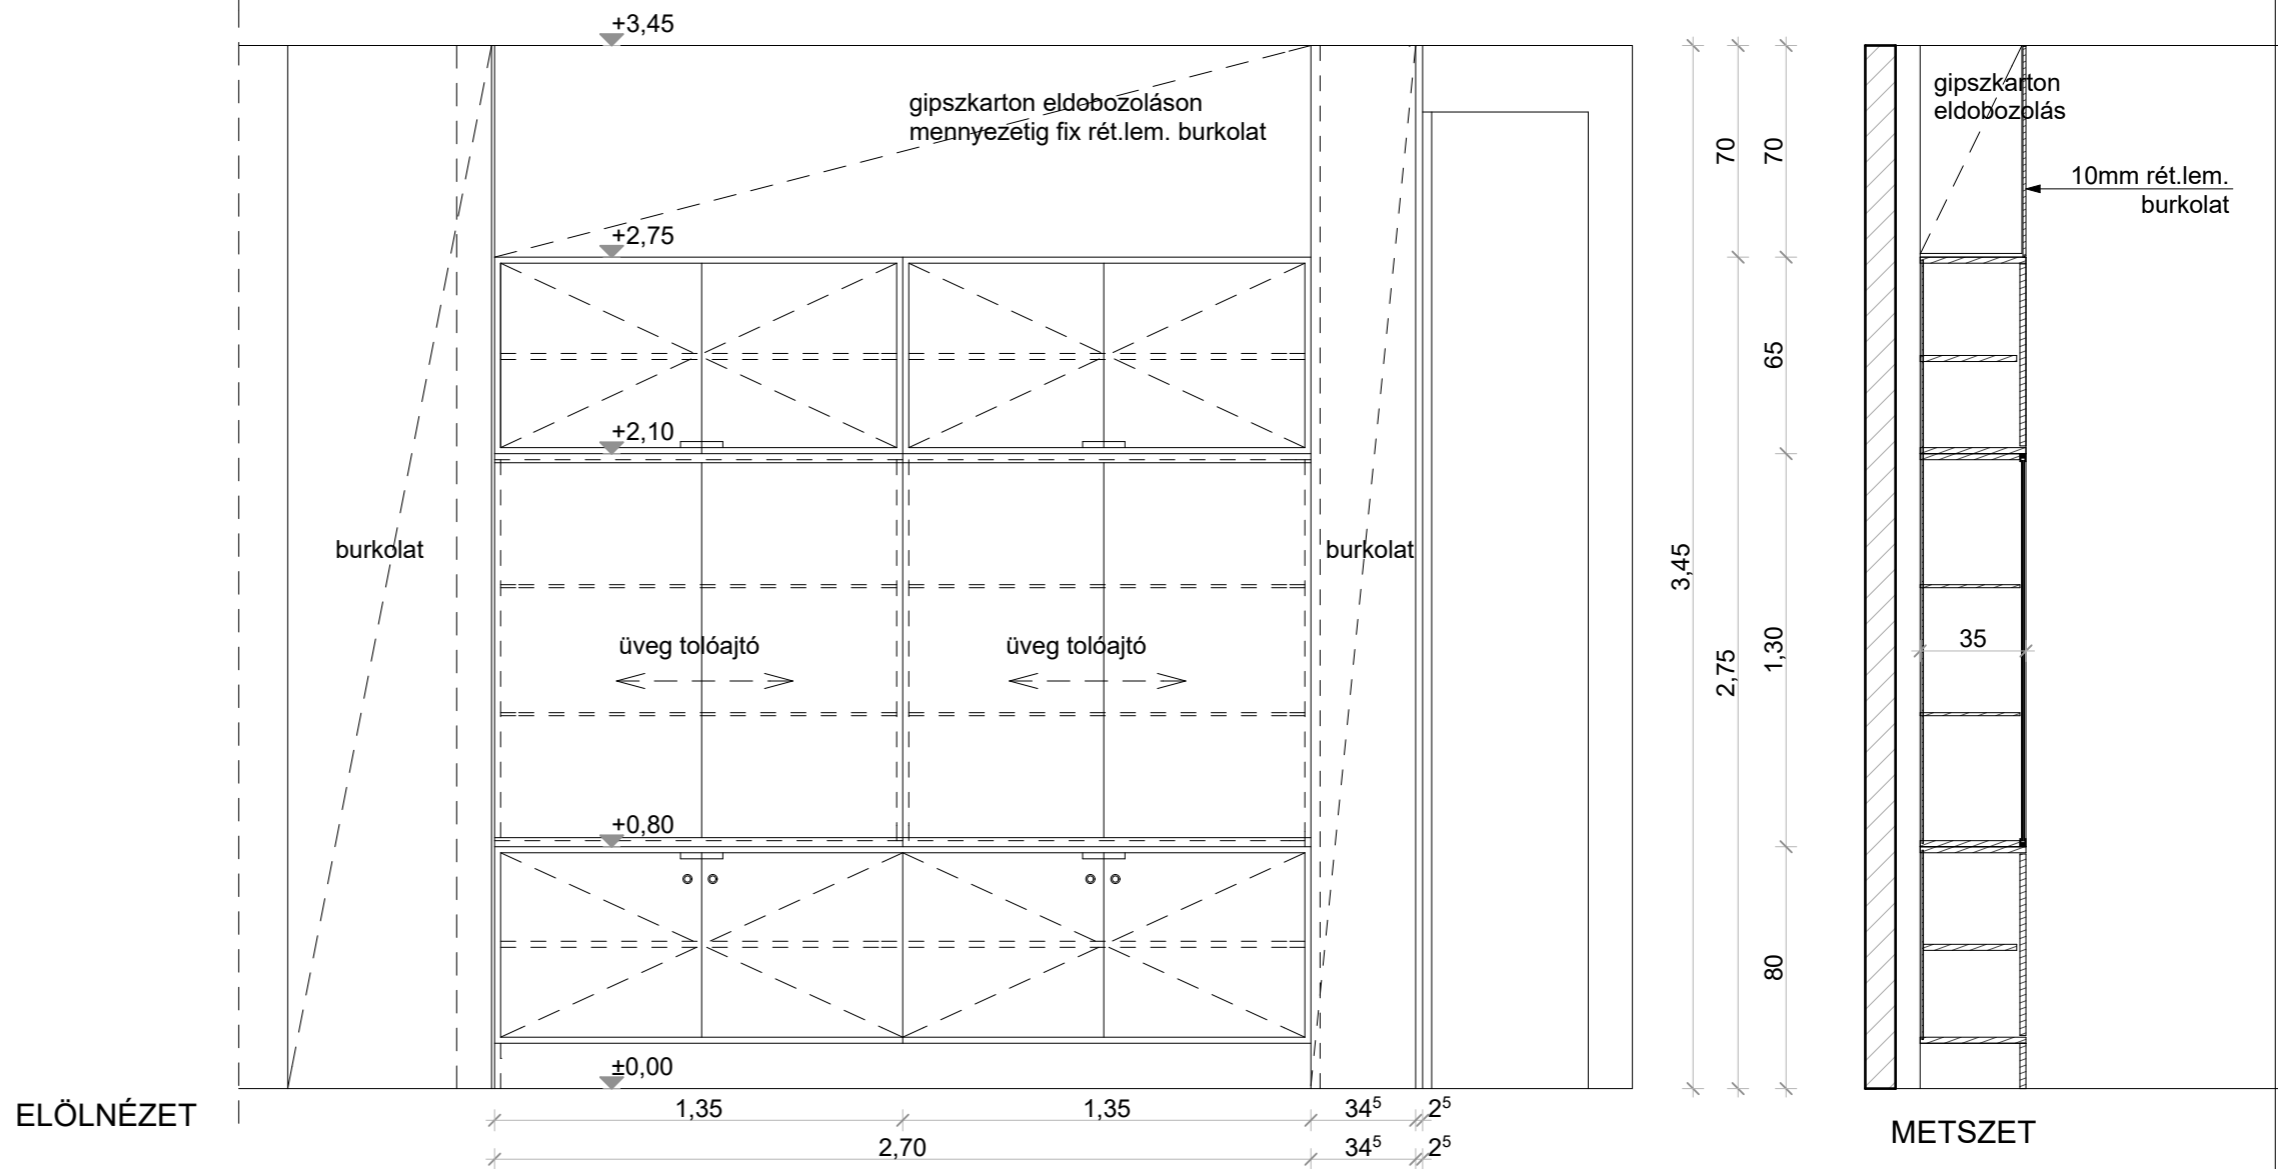 +3,45
gipszkarton eldobozoláson
mennyezetig fix rét.lem. burkolat
+2,75
+2,10
burkolat
burkolat
üveg tolóajtó
üveg tolóajtó
+0,80
±0,00
ELÖLNÉZET
1,35
1,35
34⁵
2⁵
2,70
34⁵
2⁵
3,45
70
2,75
70
65
1,30
80
gipszkarton
eldobozolás
10mm rét.lem.
burkolat
35
METSZET